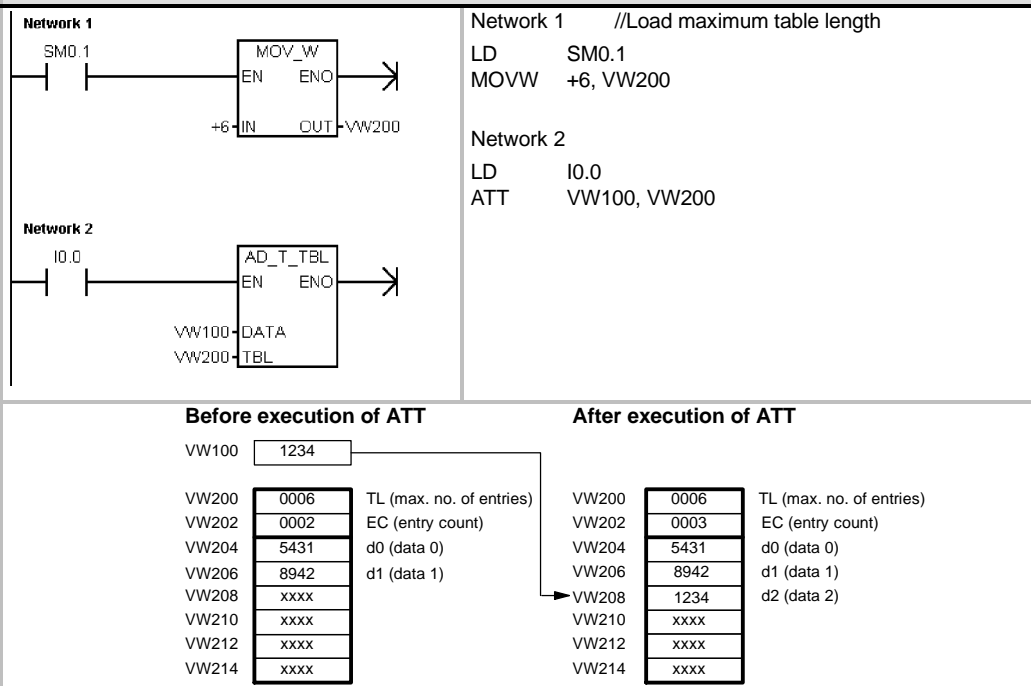 Network 1
SM0.1
MOV_W
EN ENO
+6 IN OUT VW200
Network 2
I0.0
AD_T_TBL
EN ENO
VW100 DATA
VW200 TBL
Network 1 //Load maximum table length
LD SM0.1
MOVW +6, VW200
Network 2
LD I0.0
ATT VW100, VW200
Before execution of ATT
VW100 1234
VW200 0006 TL (max. no. of entries)
VW202 0002 EC (entry count)
VW204 5431 d0 (data 0)
VW206 8942 d1 (data 1)
VW208 xxxx
VW210 xxxx
VW212 xxxx
VW214 xxxx
After execution of ATT
VW200 0006 TL (max. no. of entries)
VW202 0003 EC (entry count)
VW204 5431 d0 (data 0)
VW206 8942 d1 (data 1)
VW208 1234 d2 (data 2)
VW210 xxxx
VW212 xxxx
VW214 xxxx